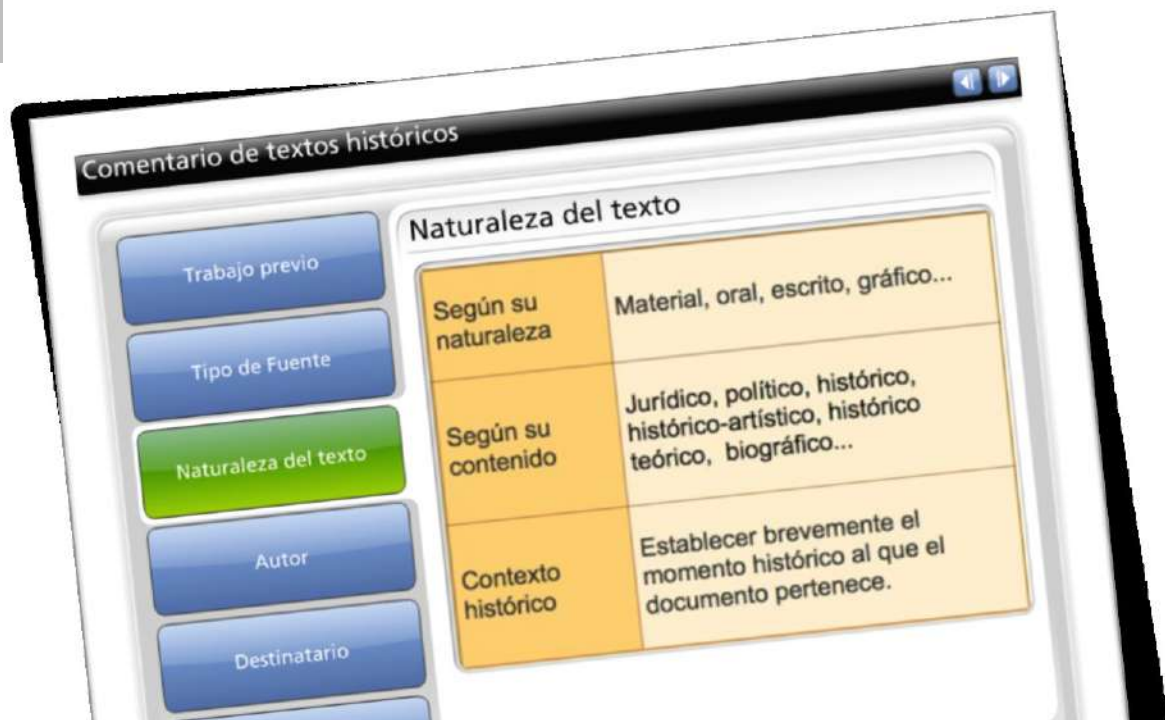 Comentario de textos históricos
Trabajo previo
Tipo de Fuente
Naturaleza del texto
Autor
Destinatario
Naturaleza del texto
Según su
naturaleza
Material, oral, escrito, gráfico...
Según su
contenido
Jurídico, político, histórico,
histórico-artístico, histórico
teórico, biográfico...
Contexto
histórico
Establecer brevemente el
momento histórico al que el
documento pertenece.